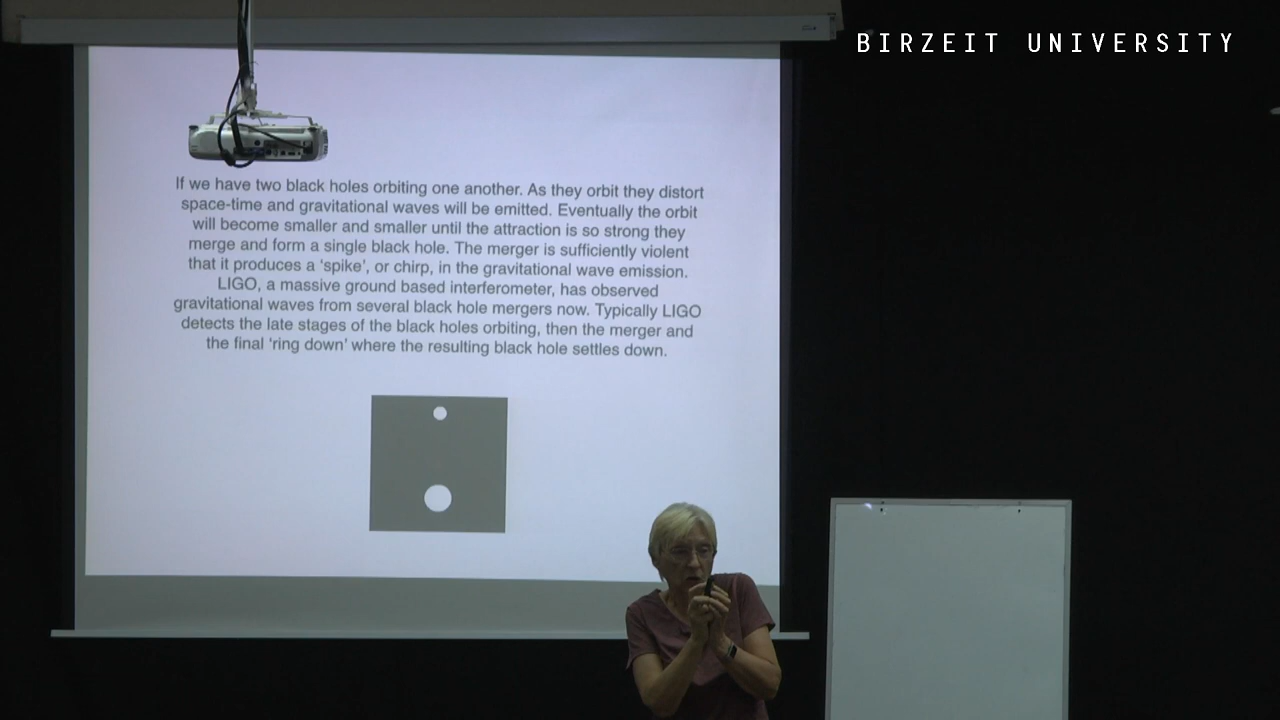 BIRZEIT UNIVERSITY
If we have two black holes orbiting one another. As they orbit they distort
space-time and gravitational waves will be emitted. Eventually the orbit
will become smaller and smaller until the attraction is so strong they
merge and form a single black hole. The merger is sufficiently violent
that it produces a ‘spike’, or chirp, in the gravitational wave emission.
LIGO, a massive ground based interferometer, has observed
gravitational waves from several black hole mergers now. Typically LIGO
detects the late stages of the black holes orbiting, then the merger and
the final ‘ring down’ where the resulting black hole settles down.